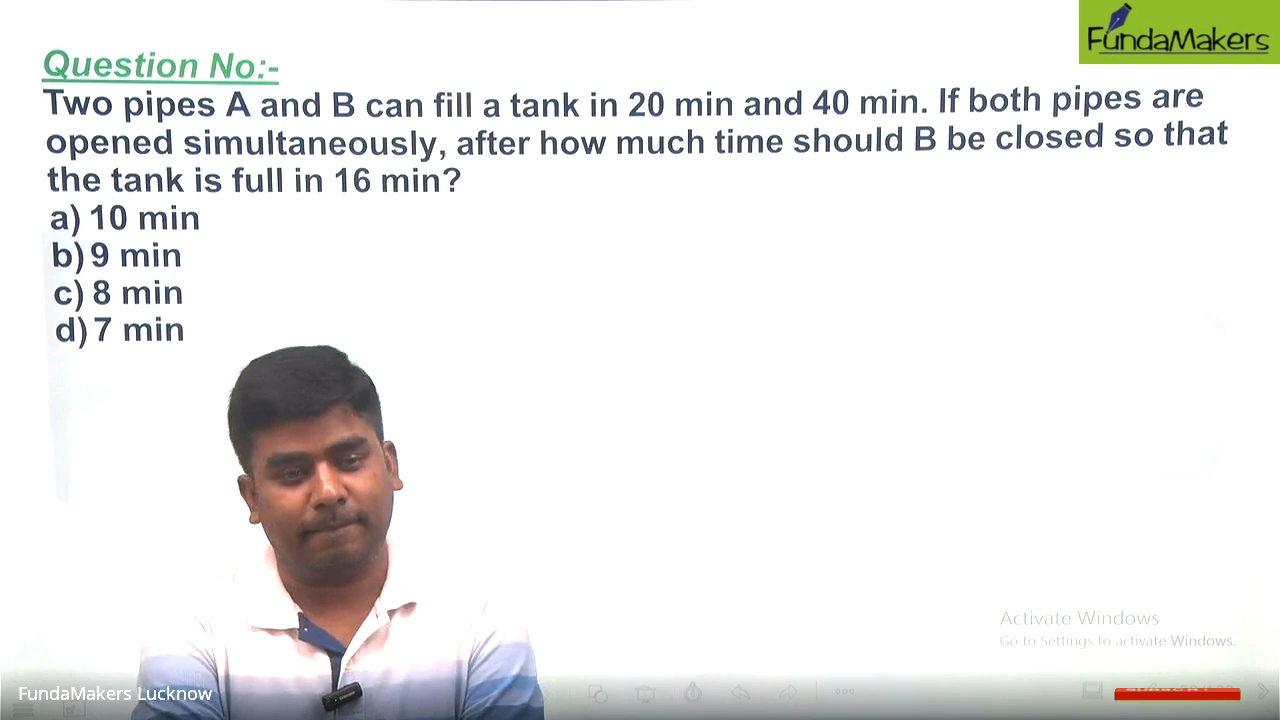 FundaMakers
Question No:-
Two pipes A and B can fill a tank in 20 min and 40 min. If both pipes are
opened simultaneously, after how much time should B be closed so that
the tank is full in 16 min?
a) 10 min
b) 9 min
c) 8 min
d) 7 min
Activate Windows
Go to Settings to activate Windows.
FundaMakers Lucknow